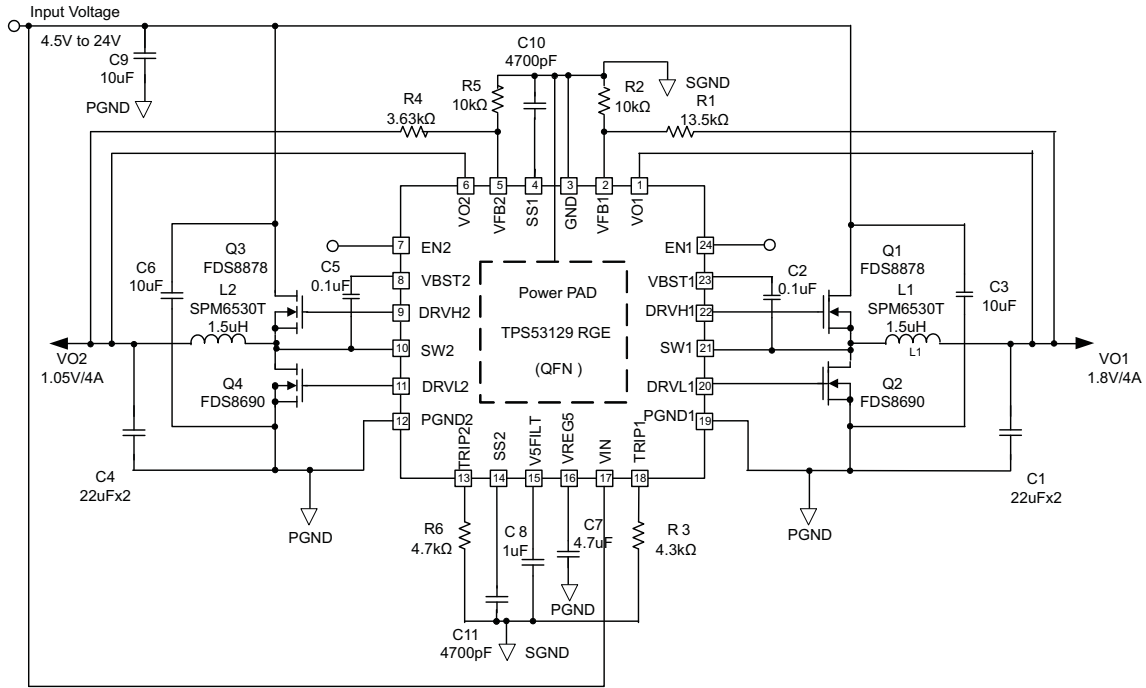 Input Voltage
4.5V to 24V
C9
10uF
PGND
C10
4700pF
R5
10kΩ
R4
3.63kΩ
R2
10kΩ
SGND
R1
13.5kΩ
6
5
4
3
2
1
VO2
VFB2
SS1
GND
VFB1
VO1
7
EN2
EN1
24
8
VBST2
VBST1
23
9
DRVH2
DRVH1
22
10
SW2
SW1
21
11
DRVL2
DRVL1
20
12
PGND2
PGND1
19
Power PAD
TPS53129 RGE
(QFN )
Q3
FDS8878
L2
SPM6530T
1.5uH
C6
10uF
C5
0.1uF
Q4
FDS8690
VO2
1.05V/4A
C4
22uFx2
PGND
C2
0.1uF
Q1
FDS8878
L1
SPM6530T
1.5uH
L1
C3
10uF
Q2
FDS8690
VO1
1.8V/4A
C1
22uFx2
PGND
TRIP2
SS2
V5FILT
VREG5
VIN
TRIP1
13
14
15
16
17
18
R6
4.7kΩ
C 8
1uF
C7
4.7uF
R 3
4.3kΩ
PGND
C11
4700pF
SGND